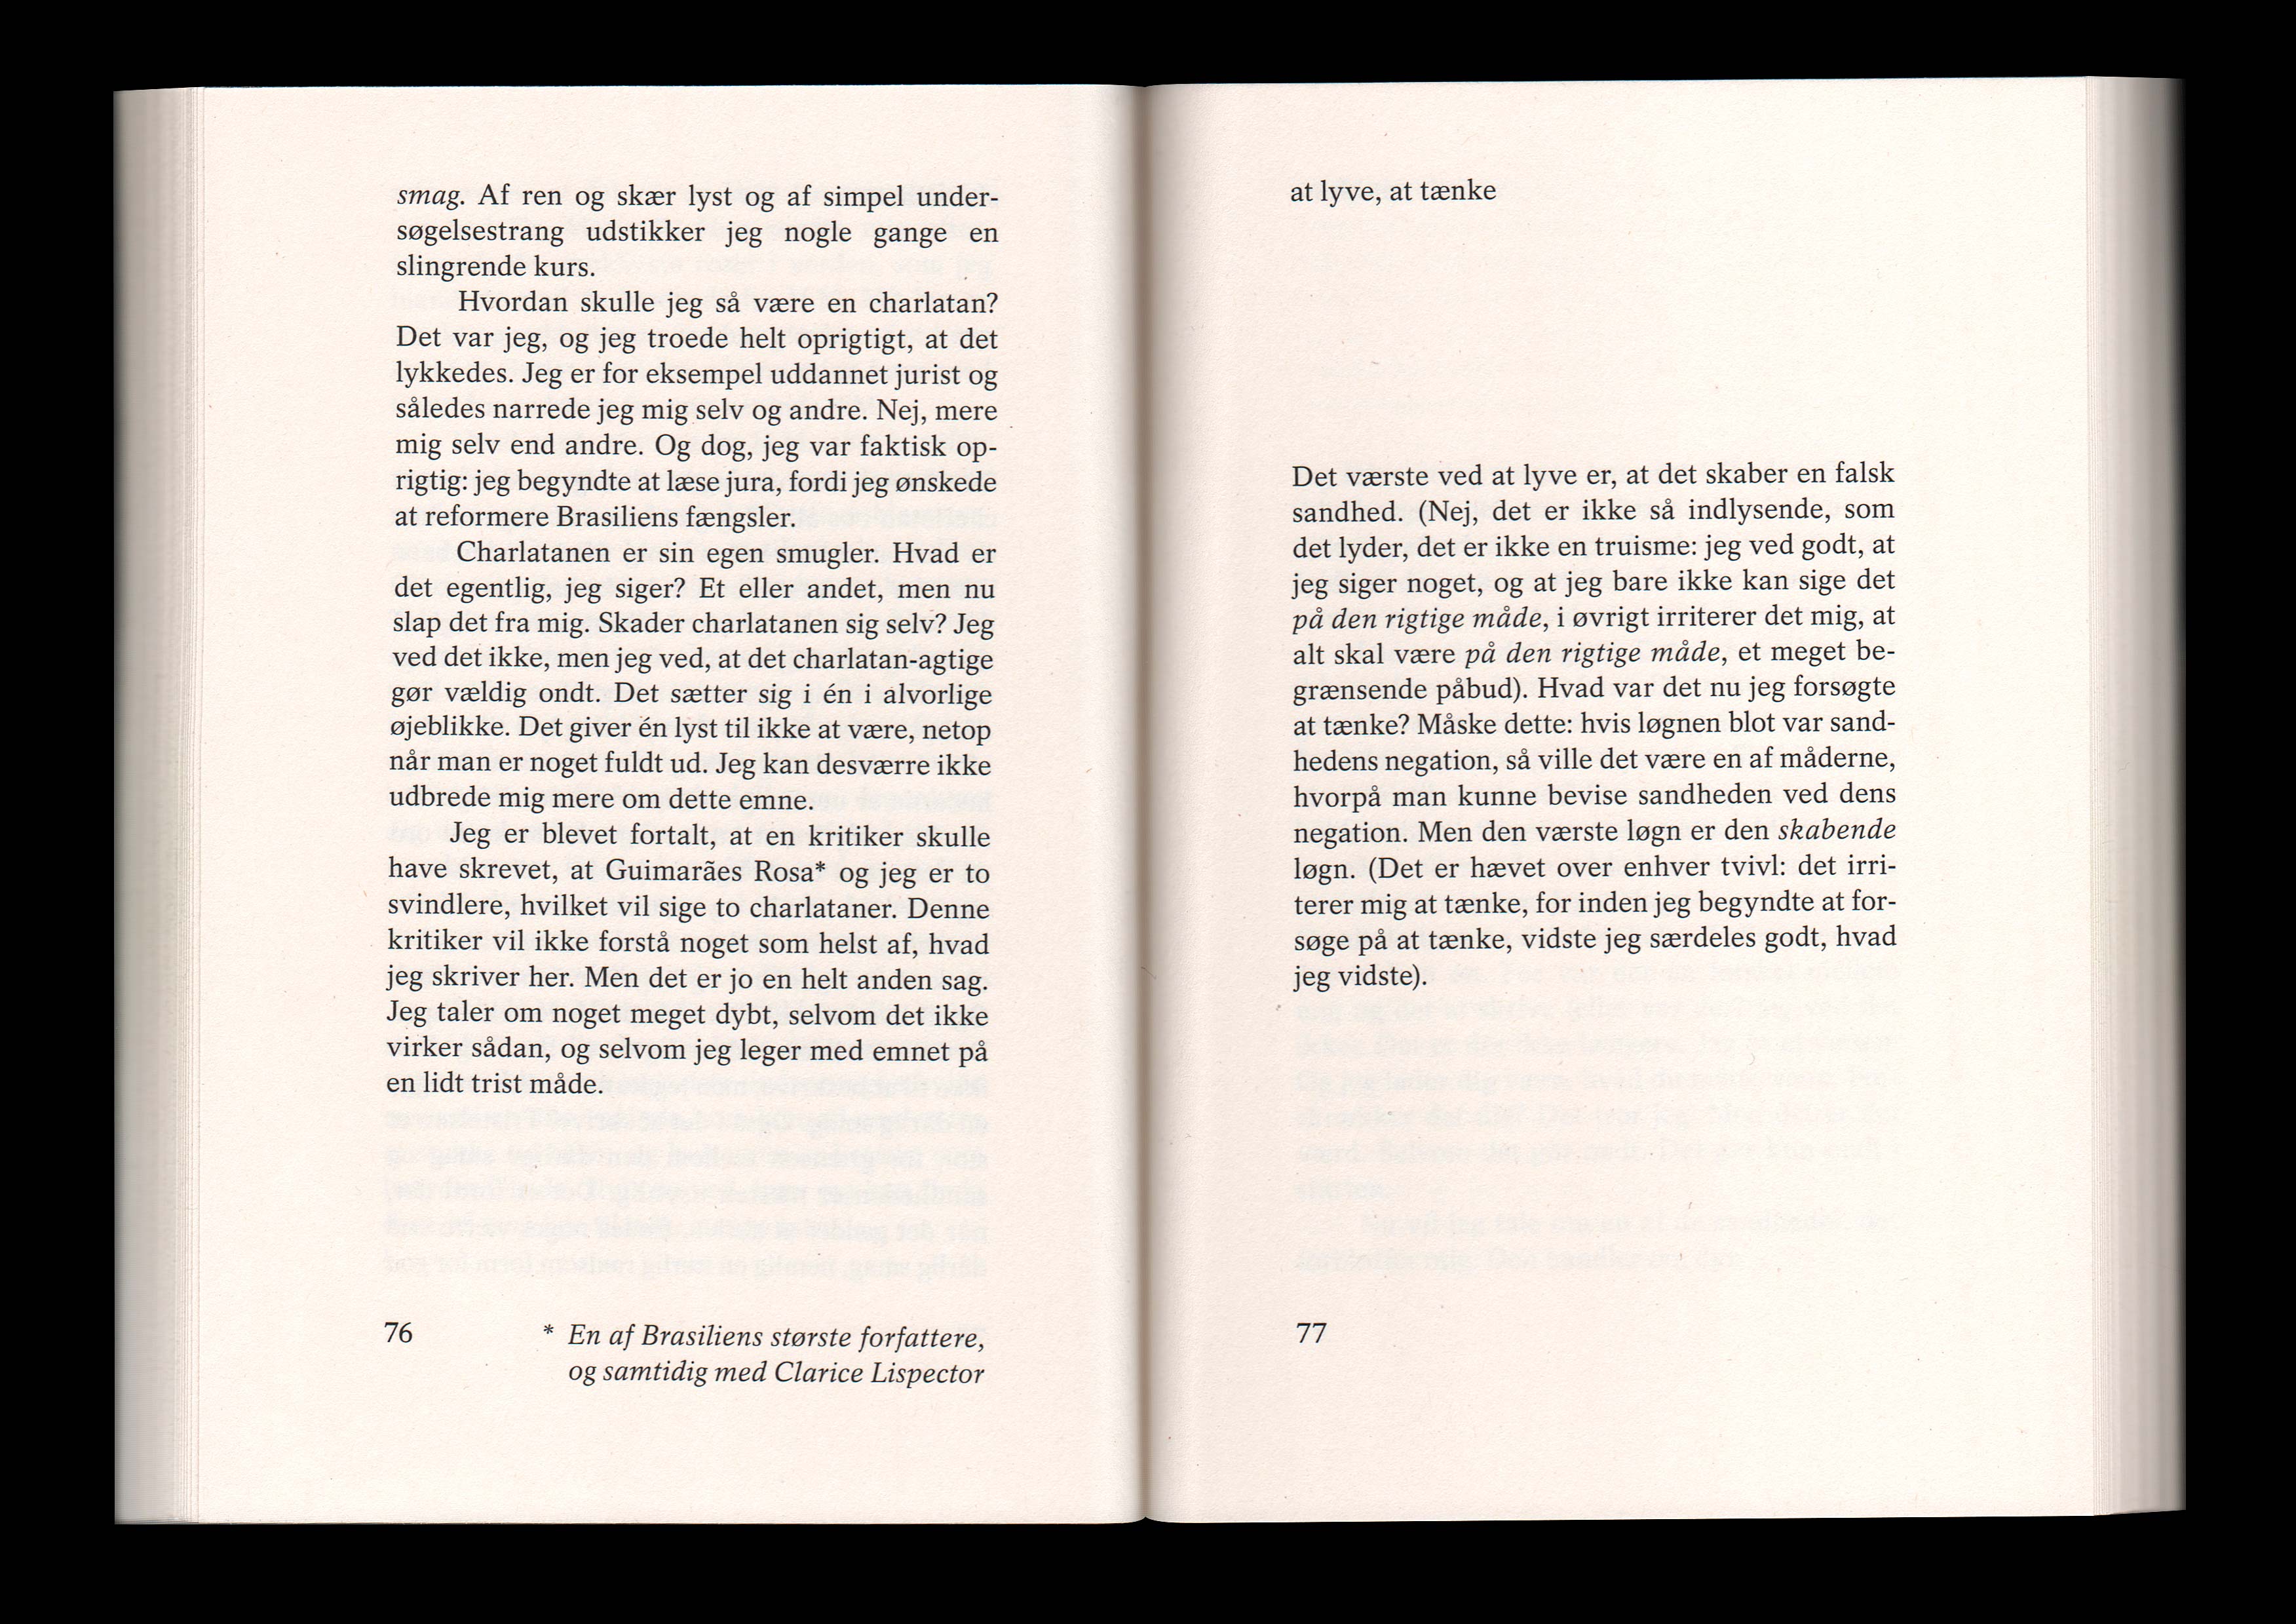 smag. Af ren og skær lyst og af simpel under-
søgelsestrang udstikker jeg nogle gange en
slingrende kurs.
Hvordan skulle jeg så være en charlatan?
Det var jeg, og jeg troede helt oprigtigt, at det
lykkedes. Jeg er for eksempel uddannet jurist og
således narrede jeg mig selv og andre. Nej, mere
mig selv end andre. Og dog, jeg var faktisk op-
rigtig: jeg begyndte at læse jura, fordi jeg ønskede
at reformere Brasiliens fængsler.
Charlatanen er sin egen smugler. Hvad er
det egentlig, jeg siger? Et eller andet, men nu
slap det fra mig. Skader charlatanen sig selv? Jeg
ved det ikke, men jeg ved, at det charlatan-agtige
gør vældig ondt. Det sætter sig i én i alvorlige
øjeblikke. Det giver én lyst til ikke at være, netop
når man er noget fuldt ud. Jeg kan desværre ikke
udbrede mig mere om dette emne.
Jeg er blevet fortalt, at en kritiker skulle
have skrevet, at Guimarães Rosa* og jeg er to
svindlere, hvilket vil sige to charlataner. Denne
kritiker vil ikke forstå noget som helst af, hvad
jeg skriver her. Men det er jo en helt anden sag.
Jeg taler om noget meget dybt, selvom det ikke
virker sådan, og selvom jeg leger med emnet på
en lidt trist måde.
76
* En af Brasiliens største forfattere,
og samtidig med Clarice Lispector
at lyve, at tænke
Det værste ved at lyve er, at det skaber en falsk
sandhed. (Nej, det er ikke så indlysende, som
det lyder, det er ikke en truisme: jeg ved godt, at
jeg siger noget, og at jeg bare ikke kan sige det
på den rigtige måde, i øvrigt irriterer det mig, at
alt skal være på den rigtige måde, et meget be-
grænsende påbud). Hvad var det nu jeg forsøgte
at tænke? Måske dette: hvis løgnen blot var sand-
hedens negation, så ville det være en af måderne,
hvorpå man kunne bevise sandheden ved dens
negation. Men den værste løgn er den skabende
løgn. (Det er hævet over enhver tvivl: det irri-
terer mig at tænke, for inden jeg begyndte at for-
søge på at tænke, vidste jeg særdeles godt, hvad
jeg vidste).
77